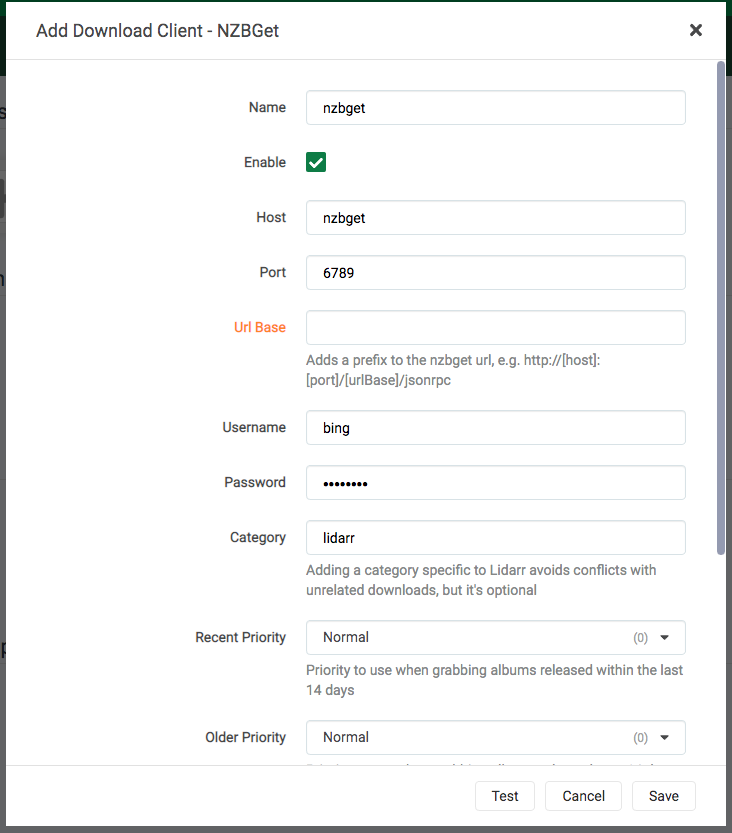 Add Download Client - NZBGet
Name
nzbget
Enable
Host
nzbget
Port
6789
Url Base
Adds a prefix to the nzbget url, e.g. http://[host]:
[port]/[urlBase]/jsonrpc
Username
bing
Password
••••••••
Category
lidarr
Adding a category specific to Lidarr avoids conflicts with
unrelated downloads, but it's optional
Recent Priority
Normal (0)
Priority to use when grabbing albums released within the last
14 days
Older Priority
Normal (0)
Test Cancel Save